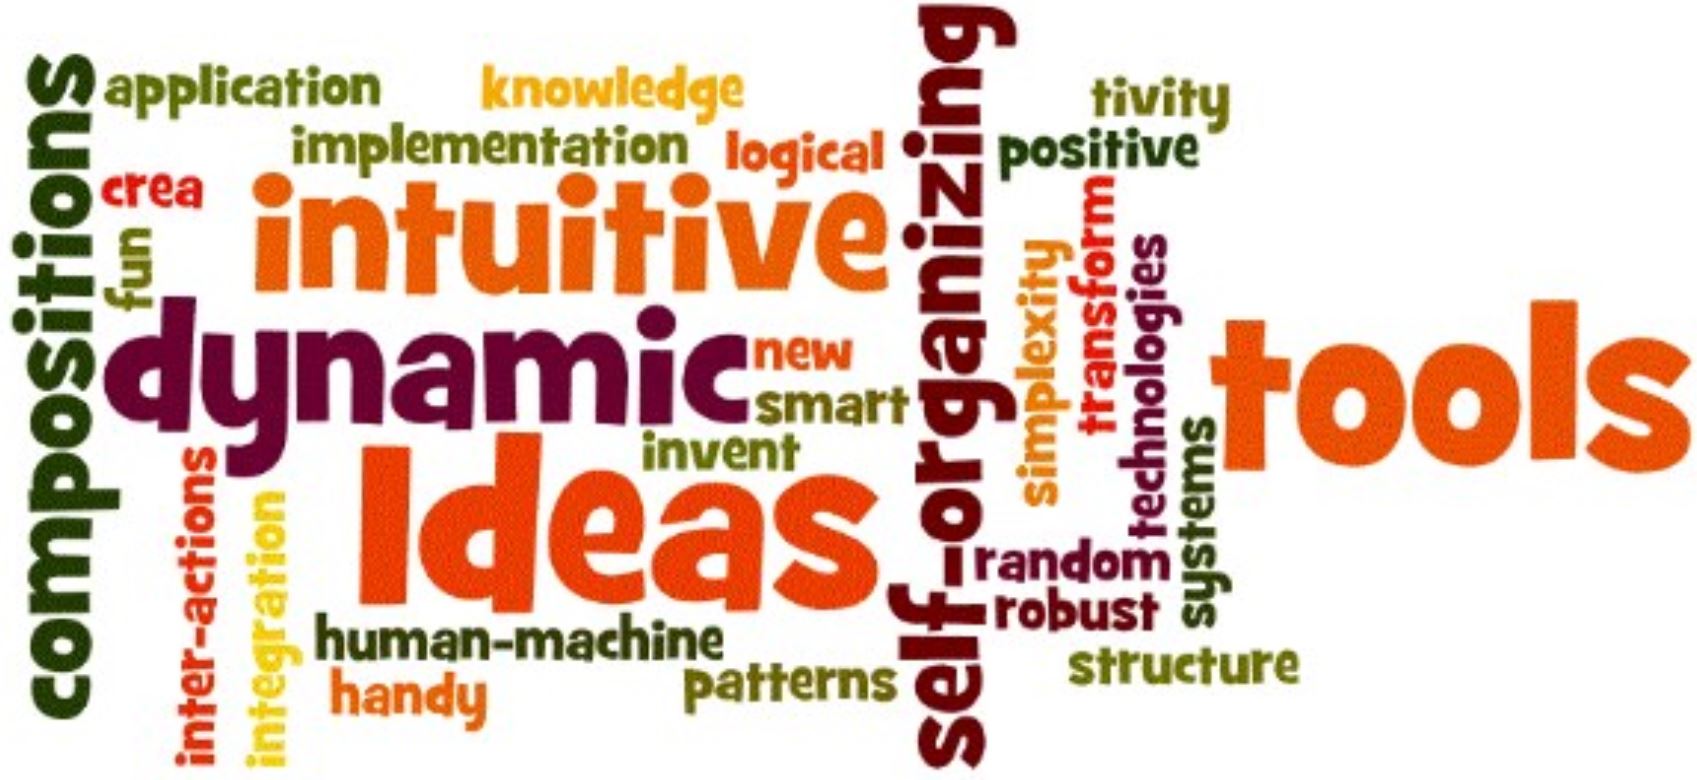 compositions
application
knowledge
self-organizing
tivity
implementation
logical
positive
crea
intuitive
fun
transform
simplexity
technologies
dynamic
new
tools
smart
invent
systems
Ideas
inter-actions
integration
random
robust
human-machine
structure
handy
patterns